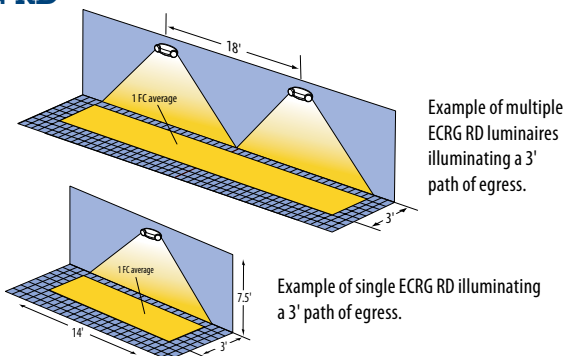 RD
18'
1 FC average
Example of multiple
ECRG RD luminaires
illuminating a 3'
path of egress.
3'
1 FC average
7.5'
Example of single ECRG RD illuminating
a 3' path of egress.
14'
3'